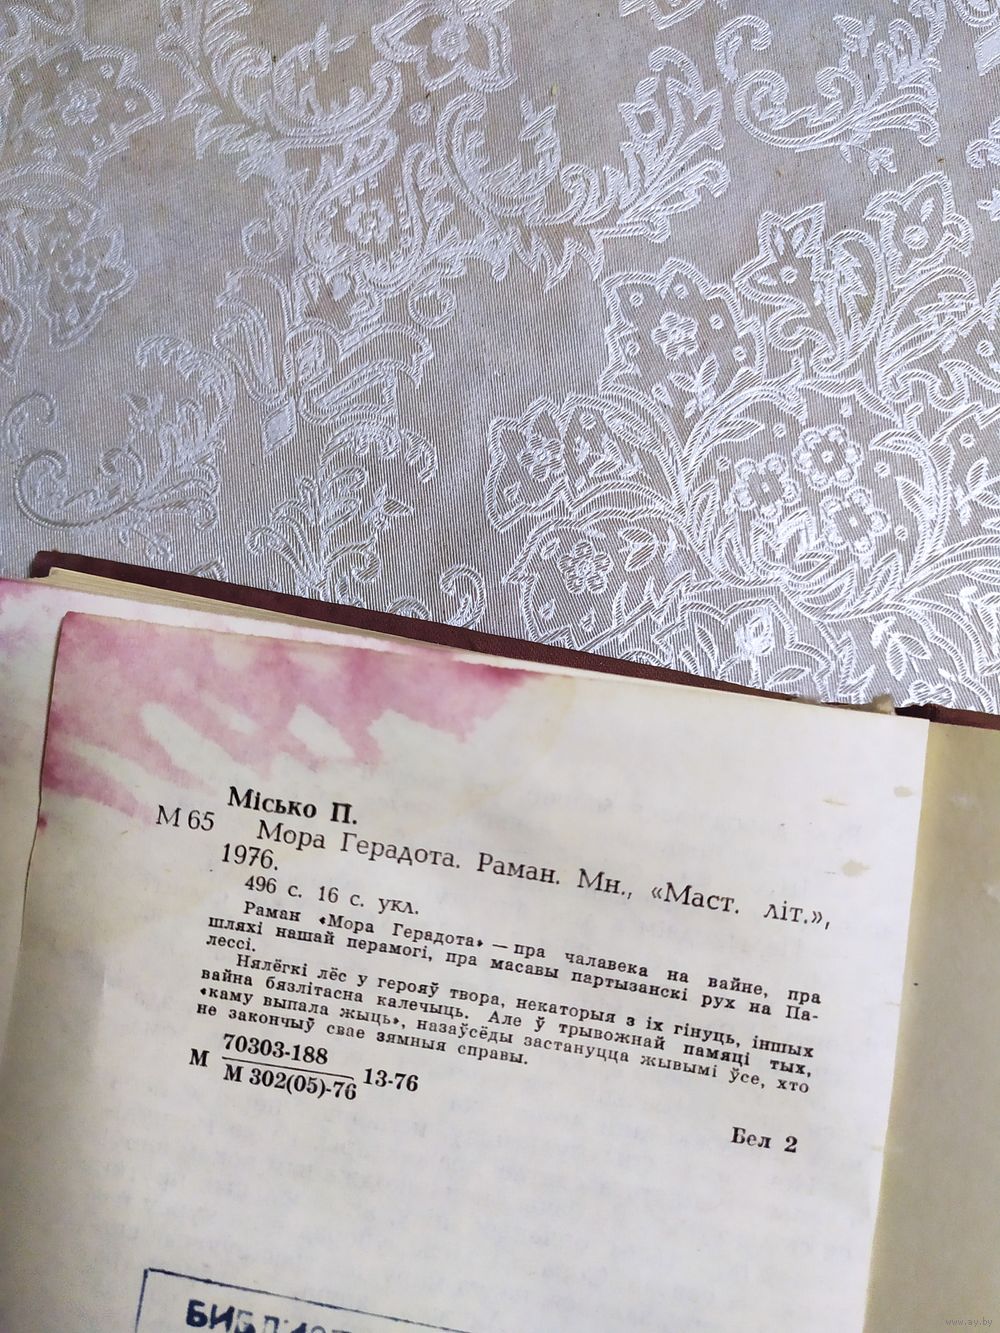 Місько П.
М 65 Мора Герадота. Раман. Мн., «Маст. літ.»,
1976.
496 с. 16 с. укл.
Раман «Мора Герадота» — пра чалавека на вайне, пра
шляхі нашай перамогі, пра масавы партызанскі рух на Па-
лессі.
Нялёгкі лёс у герояў твора, некаторыя з іх гінуць, іншых
вайна бязлітасна калечыць. Але ў трывожнай памяці тых,
«каму выпала жыць», назаўсёды застануцца жывымі ўсе, хто
не закончыў свае зямныя справы.
70303-188
М 13-76
М 302(05)-76
Бел 2
www.ay.by